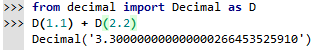 >>> from decimal import Decimal as D
>>> D(1.1) + D(2.2)
Decimal('3.300000000000000266453525910')